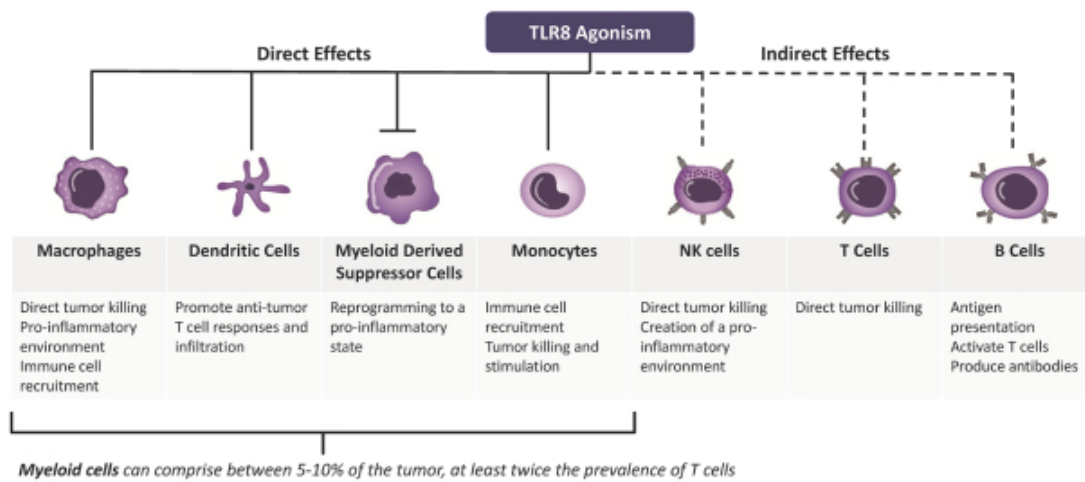 TLR8 Agonism
Direct Effects
Indirect Effects
Macrophages
Direct tumor killing
Pro-inflammatory
environment
Immune cell
recruitment
Dendritic Cells
Promote anti-tumor
T cell responses and
infiltration
Myeloid Derived
Suppressor Cells
Reprogramming to a
pro-inflammatory
state
Monocytes
Immune cell
recruitment
Tumor killing and
stimulation
NK cells
Direct tumor killing
Creation of a pro-
inflammatory
environment
T Cells
Direct tumor killing
B Cells
Antigen
presentation
Activate T cells
Produce antibodies
Myeloid cells can comprise between 5-10% of the tumor, at least twice the prevalence of T cells